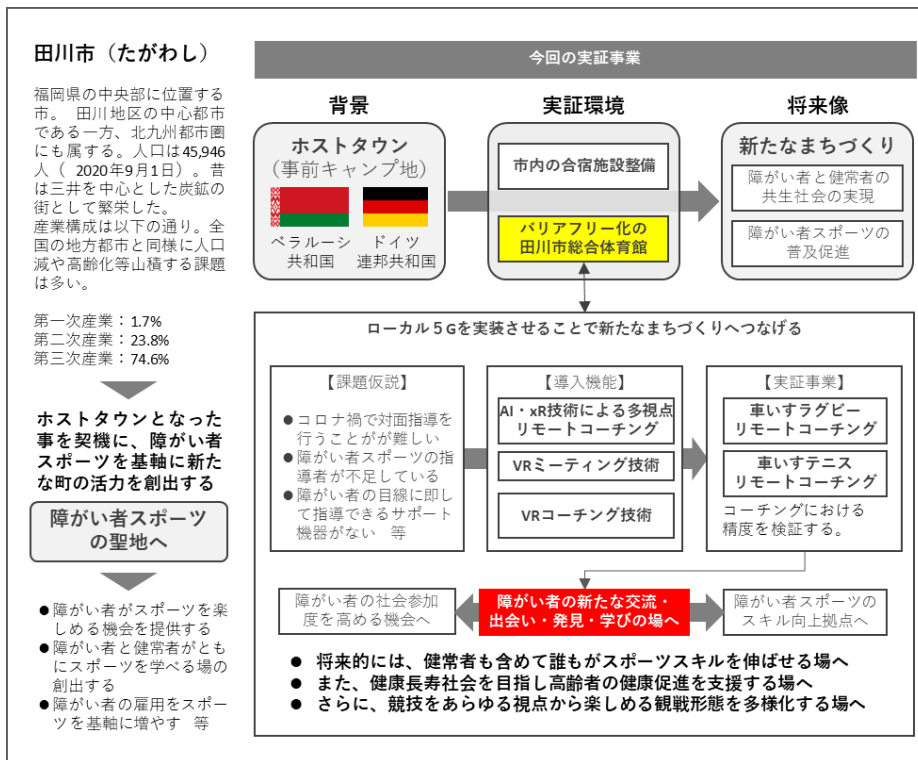 田川市（たがわし）
福岡県の中央部に位置する
市。 田川地区の中心都市
である一方、北九州都市圏
にも属する。人口は45,946
人（ 2020年9月1日）。昔
は三井を中心とした炭鉱の
街として繁栄した。
産業構成は以下の通り。全
国の地方都市と同様に人口
減や高齢化等山積する課題
は多い。
第一次産業：1.7%
第二次産業：23.8%
第三次産業：74.6%
ホストタウンとなった
事を契機に、障がい者
スポーツを基軸に新た
な町の活力を創出する
障がい者スポーツ
の聖地へ
●障がい者がスポーツを楽
しめる機会を提供する
●障がい者と健常者がとも
にスポーツを学べる場の
創出する
●障がい者の雇用をスポー
ツを基軸に増やす 等
今回の実証事業
背景
ホストタウン
（事前キャンプ地）
ベラルーシ
共和国
ドイツ
連邦共和国
実証環境
市内の合宿施設整備
バリアフリー化の
田川市総合体育館
将来像
新たなまちづくり
障がい者と健常者の
共生社会の実現
障がい者スポーツの
普及促進
ローカル５Gを実装させることで新たなまちづくりへつなげる
【課題仮説】
●コロナ禍で対面指導を
行うことがが難しい
●障がい者スポーツの指
導者が不足している
●障がい者の目線に即し
て指導できるサポート
機器がない 等
【導入機能】
AI・xR技術による多視点
リモートコーチング
VRミーティング技術
VRコーチング技術
【実証事業】
車いすラグビー
リモートコーチング
車いすテニス
リモートコーチング
コーチングにおける
精度を検証する。
障がい者の社会参加
度を高める機会へ
障がい者の新たな交流・
出会い・発見・学びの場へ
障がい者スポーツの
スキル向上拠点へ
● 将来的には、健常者も含めて誰もがスポーツスキルを伸ばせる場へ
● また、健康長寿社会を目指し高齢者の健康促進を支援する場へ
● さらに、競技をあらゆる視点から楽しめる観戦形態を多様化する場へ